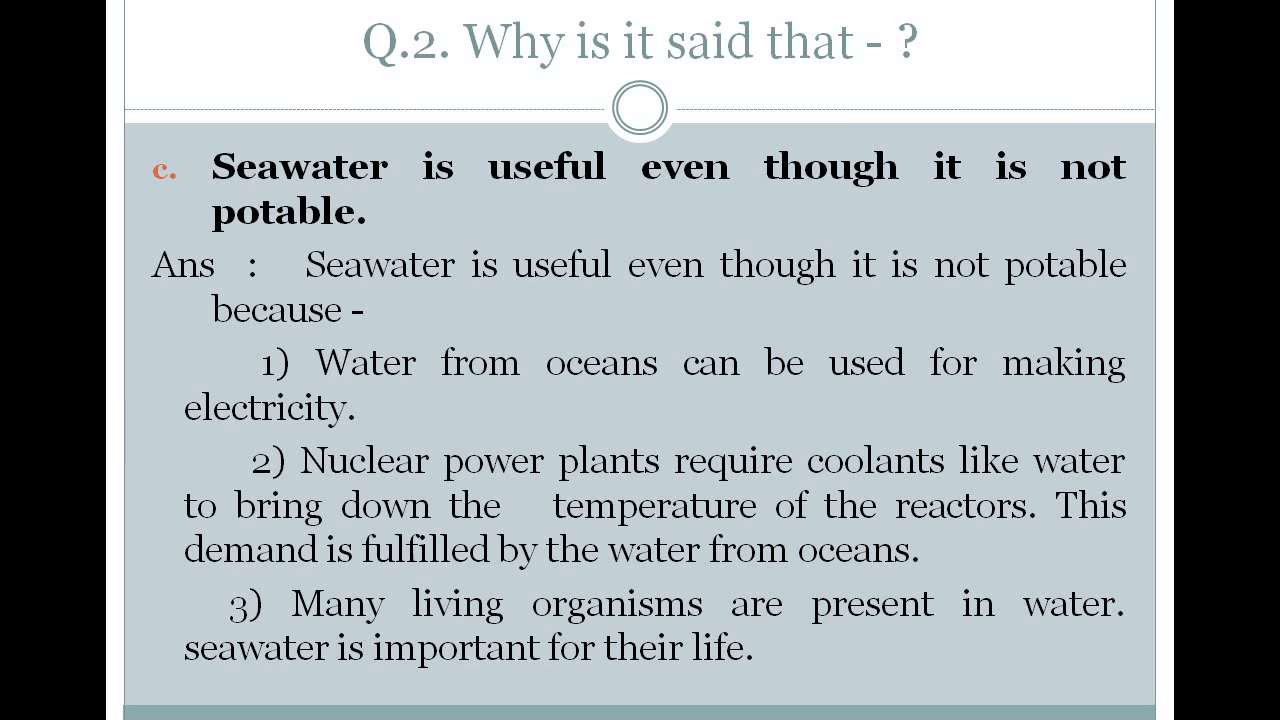 Q.2. Why is it said that - ?
c. Seawater is useful even though it is not
potable.
Ans : Seawater is useful even though it is not potable
because -
1) Water from oceans can be used for making
electricity.
2) Nuclear power plants require coolants like water
to bring down the temperature of the reactors. This
demand is fulfilled by the water from oceans.
3) Many living organisms are present in water.
seawater is important for their life.